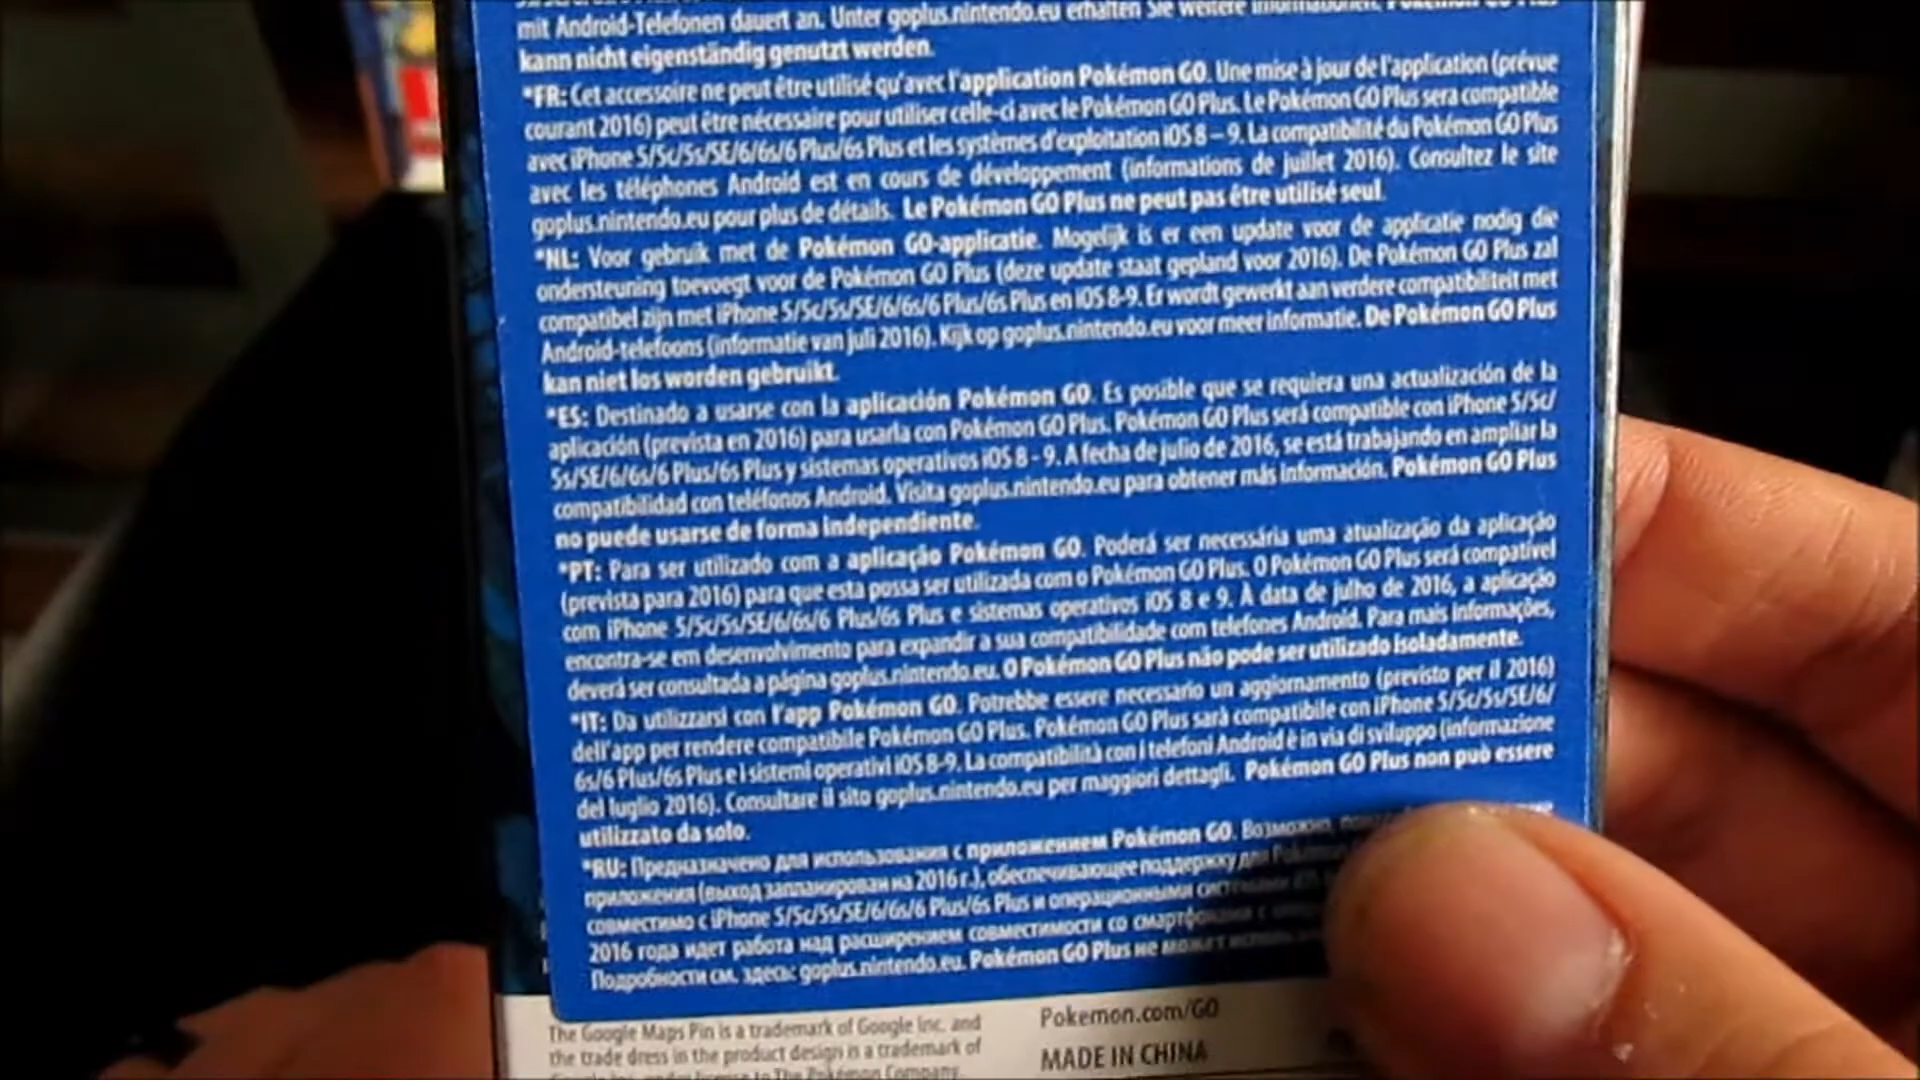 mit Android-Telefonen dauert an. Unter goplus.nintendo.eu erhalten Sie weitere Informationen. Pokémon GO Plus
kann nicht eigenständig genutzt werden.
*FR: Cet accessoire ne peut être utilisé qu'avec l'application Pokémon GO. Une mise à jour de l'application (prévue
courant 2016) peut être nécessaire pour utiliser celle-ci avec le Pokémon GO Plus. Le Pokémon GO Plus sera compatible
avec iPhone 5/5c/5s/SE/6/6s/6 Plus/6s Plus et les systèmes d'exploitation iOS 8 – 9. La compatibilité du Pokémon GO Plus
avec les téléphones Android est en cours de développement (informations de juillet 2016). Consultez le site
goplus.nintendo.eu pour plus de détails. Le Pokémon GO Plus ne peut pas être utilisé seul.
*NL: Voor gebruik met de Pokémon GO-applicatie. Mogelijk is er een update voor de applicatie nodig die
ondersteuning toevoegt voor de Pokémon GO Plus (deze update staat gepland voor 2016). De Pokémon GO Plus zal
compatibel zijn met iPhone 5/5c/5s/SE/6/6s/6 Plus/6s Plus en iOS 8-9. Er wordt gewerkt aan verdere compatibiliteit met
Android-telefoons (informatie van juli 2016). Kijk op goplus.nintendo.eu voor meer informatie. De Pokémon GO Plus
kan niet los worden gebruikt.
*ES: Destinado a usarse con la aplicación Pokémon GO. Es posible que se requiera una actualización de la
aplicación (prevista en 2016) para usarla con Pokémon GO Plus. Pokémon GO Plus será compatible con iPhone 5/5c/
5s/SE/6/6s/6 Plus/6s Plus y sistemas operativos iOS 8 - 9. A fecha de julio de 2016, se está trabajando en ampliar la
compatibilidad con teléfonos Android. Visita goplus.nintendo.eu para obtener más información. Pokémon GO Plus
no puede usarse de forma independiente.
*PT: Para ser utilizado com a aplicação Pokémon GO. Poderá ser necessária uma atualização da aplicação
(prevista para 2016) para que esta possa ser utilizada com o Pokémon GO Plus. O Pokémon GO Plus será compatível
com iPhone 5/5c/5s/SE/6/6s/6 Plus/6s Plus e sistemas operativos iOS 8 e 9. À data de julho de 2016, a aplicação
encontra-se em desenvolvimento para expandir a sua compatibilidade com telefones Android. Para mais informações,
deverá ser consultada a página goplus.nintendo.eu. O Pokémon GO Plus não pode ser utilizado isoladamente.
*IT: Da utilizzarsi con l'app Pokémon GO. Potrebbe essere necessario un aggiornamento (previsto per il 2016)
dell'app per rendere compatibile Pokémon GO Plus. Pokémon GO Plus sarà compatibile con iPhone 5/5c/5s/SE/6/
6s/6 Plus/6s Plus e i sistemi operativi iOS 8-9. La compatibilità con i telefoni Android è in via di sviluppo (informazione
del luglio 2016). Consultare il sito goplus.nintendo.eu per maggiori dettagli. Pokémon GO Plus non può essere
utilizzato da solo.
*RU: Предназначено для использования с приложением Pokémon GO. Возможно,
приложения (выход запланирован на 2016 г.), обеспечивающее поддержку для Pokémon
совместимо с iPhone 5/5c/5s/SE/6/6s/6 Plus/6s Plus и операционными системами
2016 года идет работа над расширением совместимости со смартфонами с
Подробности см. здесь: goplus.nintendo.eu. Pokémon GO Plus не может
The Google Maps Pin is a trademark of Google Inc. and
the trade dress in the product design is a trademark of
Google Inc. under license to The Pokémon Company.
Pokemon.com/GO
MADE IN CHINA